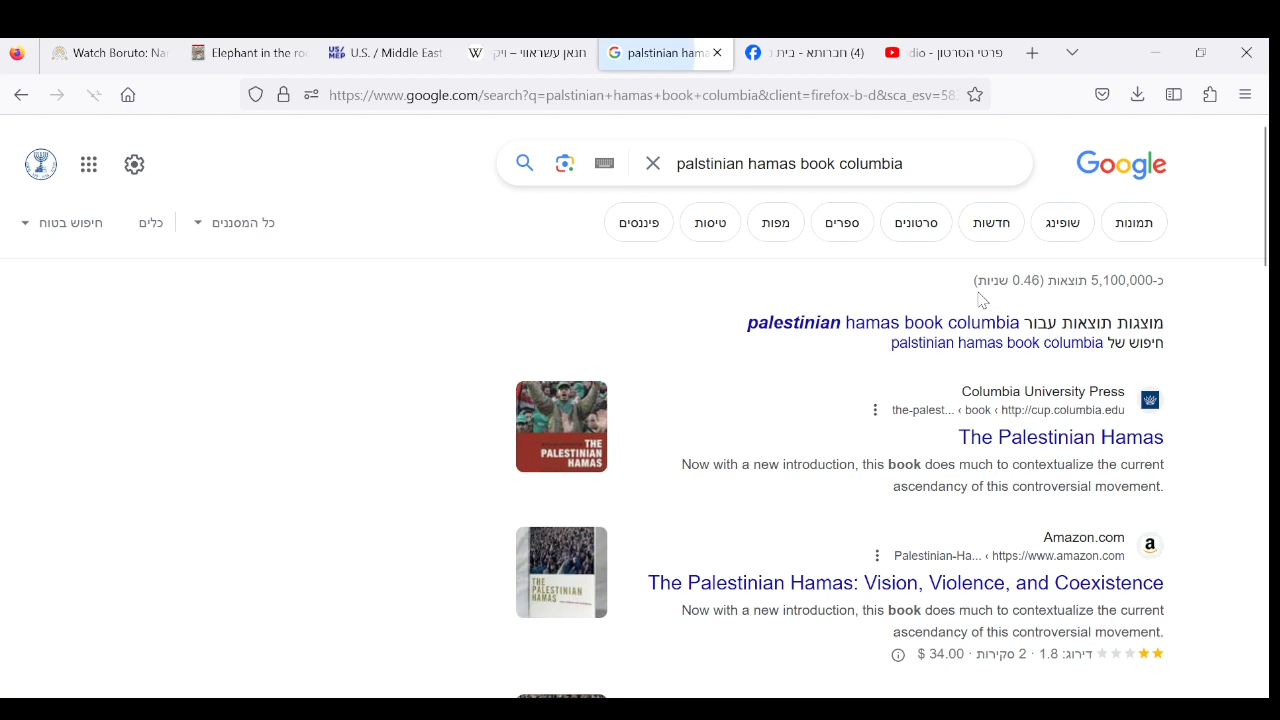 Watch Boruto: Nar
Elephant in the roo
U.S. / Middle East
חנאן עשראווי – ויקי
palstinian hama
(4) חברותא - בית
פרטי הסרטון - dio
https://www.google.com/search?q=palstinian+hamas+book+columbia&client=firefox-b-d&sca_esv=582
palstinian hamas book columbia
Google
תמונות
שופינג
חדשות
סרטונים
ספרים
מפות
טיסות
פיננסים
כל המסננים
כלים
חיפוש בטוח
כ-5,100,000 תוצאות (0.46 שניות)
מוצגות תוצאות עבור palestinian hamas book columbia
חיפוש של palstinian hamas book columbia
Columbia University Press
http://cup.columbia.edu › book › the-palest...
The Palestinian Hamas
Now with a new introduction, this book does much to contextualize the current
ascendancy of this controversial movement.
THE
PALESTINIAN
HAMAS
Amazon.com
https://www.amazon.com › Palestinian-Ha...
The Palestinian Hamas: Vision, Violence, and Coexistence
Now with a new introduction, this book does much to contextualize the current
ascendancy of this controversial movement.
דירוג: 1.8 · 2 סקירות · 34.00 $
THE
PALESTINIAN
HAMAS